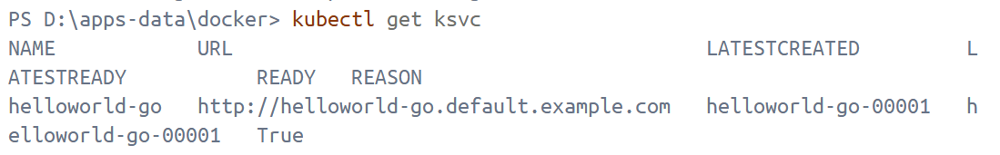 PS D:\apps-data\docker> kubectl get ksvc
NAME            URL                                       LATESTCREATED         L
ATESTREADY           READY   REASON
helloworld-go   http://helloworld-go.default.example.com   helloworld-go-00001   h
elloworld-go-00001   True